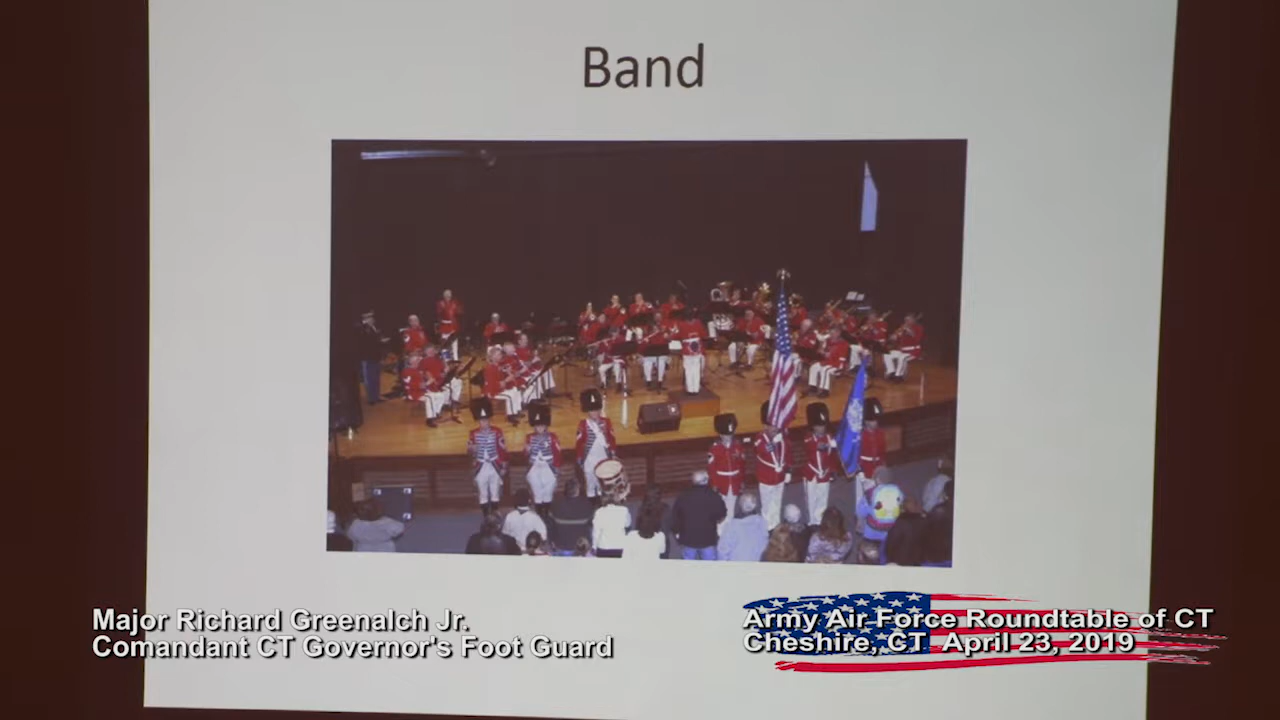 Band
Major Richard Greenalch Jr.
Comandant CT Governor's Foot Guard
Army Air Force Roundtable of CT
Cheshire, CT April 23, 2019